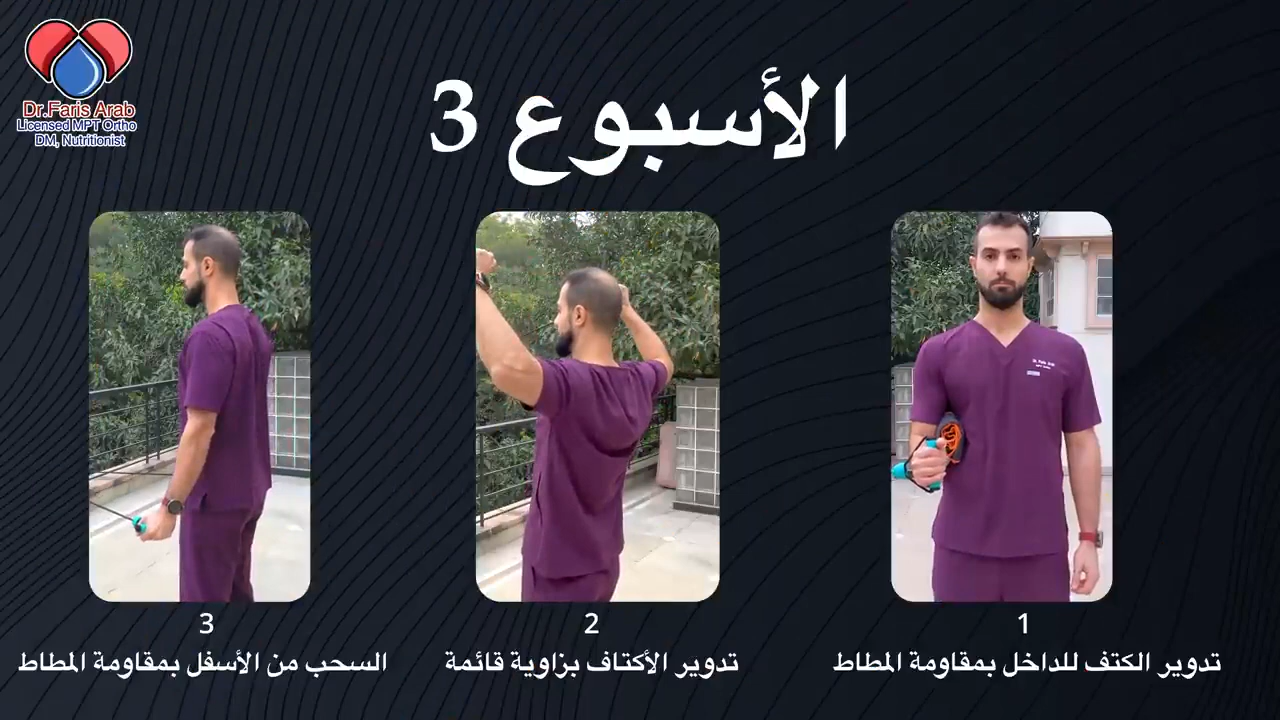 Dr.Faris Arab
Licensed MPT Ortho
DM, Nutritionist
الأسبوع 3
1
تدوير الكتف للداخل بمقاومة المطاط
2
تدوير الأكتاف بزاوية قائمة
3
السحب من الأسفل بمقاومة المطاط